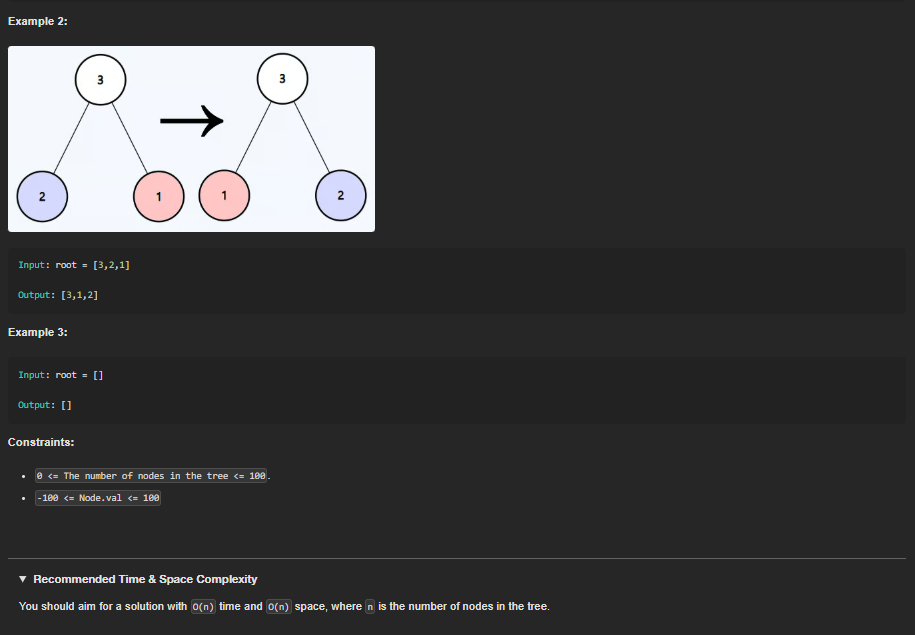 Example 2:
3 3
2 1 1 2
Input: root = [3,2,1]
Output: [3,1,2]
Example 3:
Input: root = []
Output: []
Constraints:
• 0 <= The number of nodes in the tree <= 100.
• -100 <= Node.val <= 100
▼ Recommended Time & Space Complexity
You should aim for a solution with O(n) time and O(n) space, where n is the number of nodes in the tree.